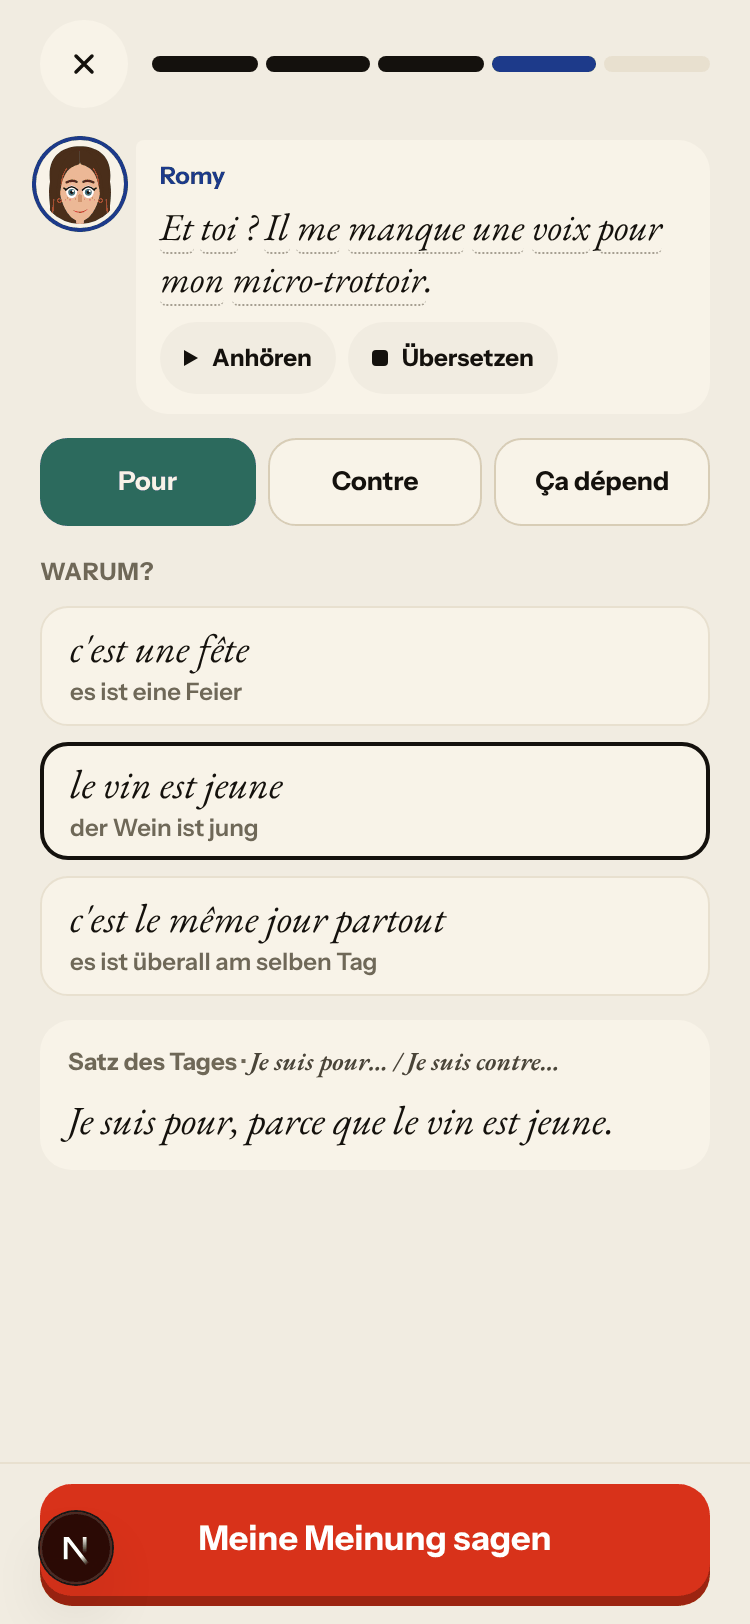 Romy
Et toi ? Il me manque une voix pour
mon micro-trottoir.
Anhören
Übersetzen
Pour
Contre
Ça dépend
WARUM?
c'est une fête
es ist eine Feier
le vin est jeune
der Wein ist jung
c'est le même jour partout
es ist überall am selben Tag
Satz des Tages · Je suis pour... / Je suis contre...
Je suis pour, parce que le vin est jeune.
Meine Meinung sagen
N